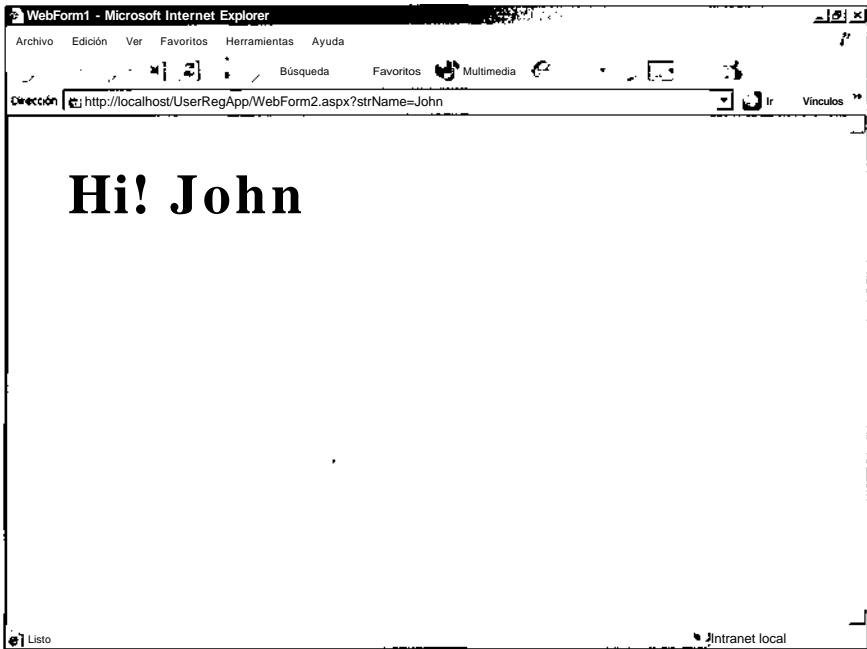 WebForm1 - Microsoft Internet Explorer
Archivo Edición Ver Favoritos Herramientas Ayuda
Búsqueda Favoritos Multimedia
Dirección http://localhost/UserRegApp/WebForm2.aspx?strName=John Ir Vínculos
Hi! John
Listo Intranet local